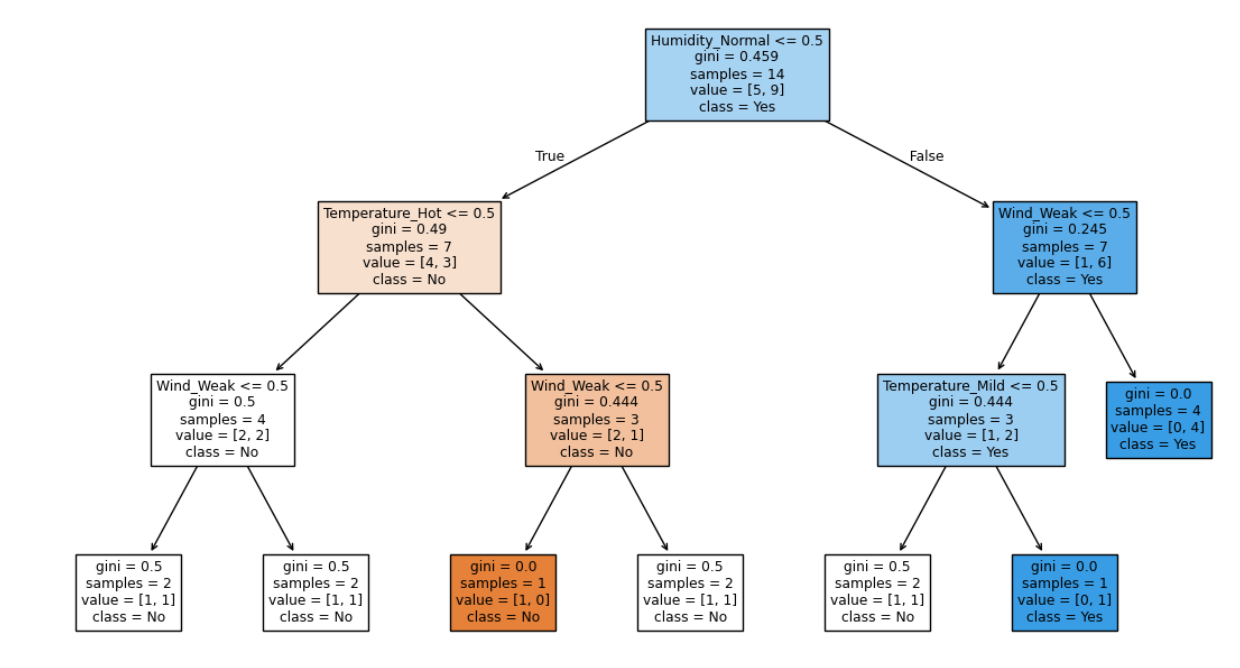 Humidity_Normal <= 0.5
gini = 0.459
samples = 14
value = [5, 9]
class = Yes
True
False
Temperature_Hot <= 0.5
gini = 0.49
samples = 7
value = [4, 3]
class = No
Wind_Weak <= 0.5
gini = 0.245
samples = 7
value = [1, 6]
class = Yes
Wind_Weak <= 0.5
gini = 0.5
samples = 4
value = [2, 2]
class = No
Wind_Weak <= 0.5
gini = 0.444
samples = 3
value = [2, 1]
class = No
Temperature_Mild <= 0.5
gini = 0.444
samples = 3
value = [1, 2]
class = Yes
gini = 0.0
samples = 4
value = [0, 4]
class = Yes
gini = 0.5
samples = 2
value = [1, 1]
class = No
gini = 0.5
samples = 2
value = [1, 1]
class = No
gini = 0.0
samples = 1
value = [1, 0]
class = No
gini = 0.5
samples = 2
value = [1, 1]
class = No
gini = 0.5
samples = 2
value = [1, 1]
class = No
gini = 0.0
samples = 1
value = [0, 1]
class = Yes